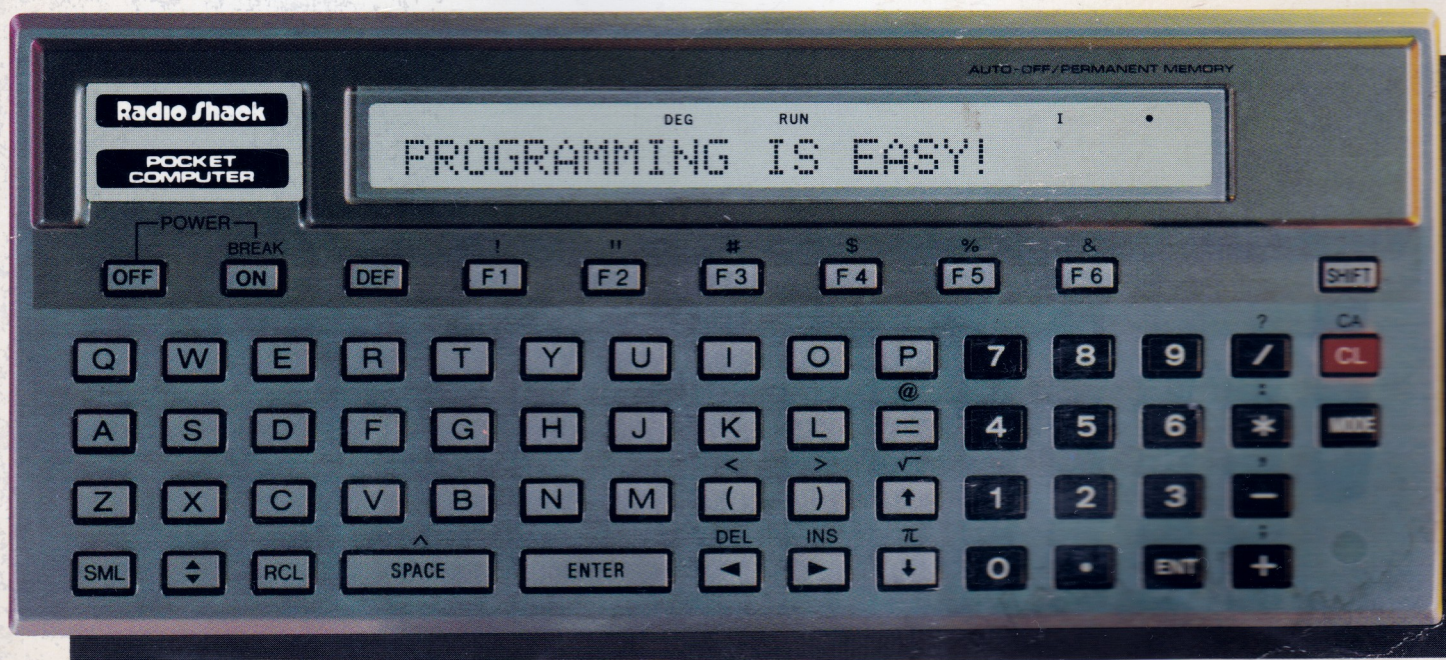 AUTO-OFF/PERMANENT MEMORY
Radio Shack
POCKET
COMPUTER
DEG RUN I
PROGRAMMING IS EASY!
POWER
BREAK ! " # $ % &
OFF ON DEF F1 F2 F3 F4 F5 F6 SHIFT
? CA
Q W E R T Y U I O P 7 8 9 / CL
@ :
A S D F G H J K L = 4 5 6 * MODE
< > √ ,
Z X C V B N M ( ) ↑ 1 2 3 −
^ DEL INS π ;
SML ♦ RCL SPACE ENTER ◀ ▶ ↓ 0 • ENT +